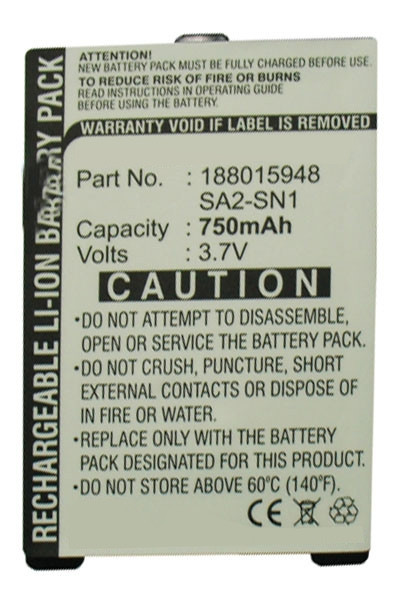 ATTENTION!
NEW BATTERY PACK MUST BE FULLY CHARGED BEFORE USE
TO REDUCE RISK OF FIRE OR BURNS
READ INSTRUCTIONS IN OPERATING GUIDE
BEFORE USING THE BATTERY.
WARRANTY VOID IF LABEL IS REMOVED
Part No. : 188015948
SA2-SN1
Capacity : 750mAh
Volts : 3.7V
CAUTION
•DO NOT ATTEMPT TO DISASSEMBLE,
OPEN OR SERVICE THE BATTERY PACK.
•DO NOT CRUSH, PUNCTURE, SHORT
EXTERNAL CONTACTS OR DISPOSE
IN FIRE OR WATER.
•REPLACE ONLY WITH THE BATTERY
PACK DESIGNATED FOR THIS PRODUCT.
•DO NOT STORE ABOVE 60°C (140°F).
CE
RECHARGEABLE LI-ION BATTERY PACK